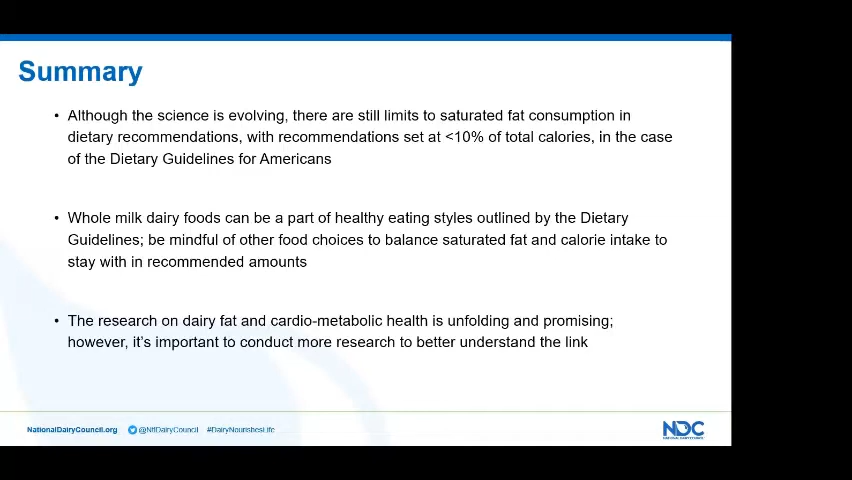 Summary
• Although the science is evolving, there are still limits to saturated fat consumption in
dietary recommendations, with recommendations set at <10% of total calories, in the case
of the Dietary Guidelines for Americans
• Whole milk dairy foods can be a part of healthy eating styles outlined by the Dietary
Guidelines; be mindful of other food choices to balance saturated fat and calorie intake to
stay with in recommended amounts
• The research on dairy fat and cardio-metabolic health is unfolding and promising;
however, it's important to conduct more research to better understand the link
NationalDairyCouncil.org @NtlDairyCouncil #DairyNourishesLife
NDC
NATIONAL DAIRY COUNCIL